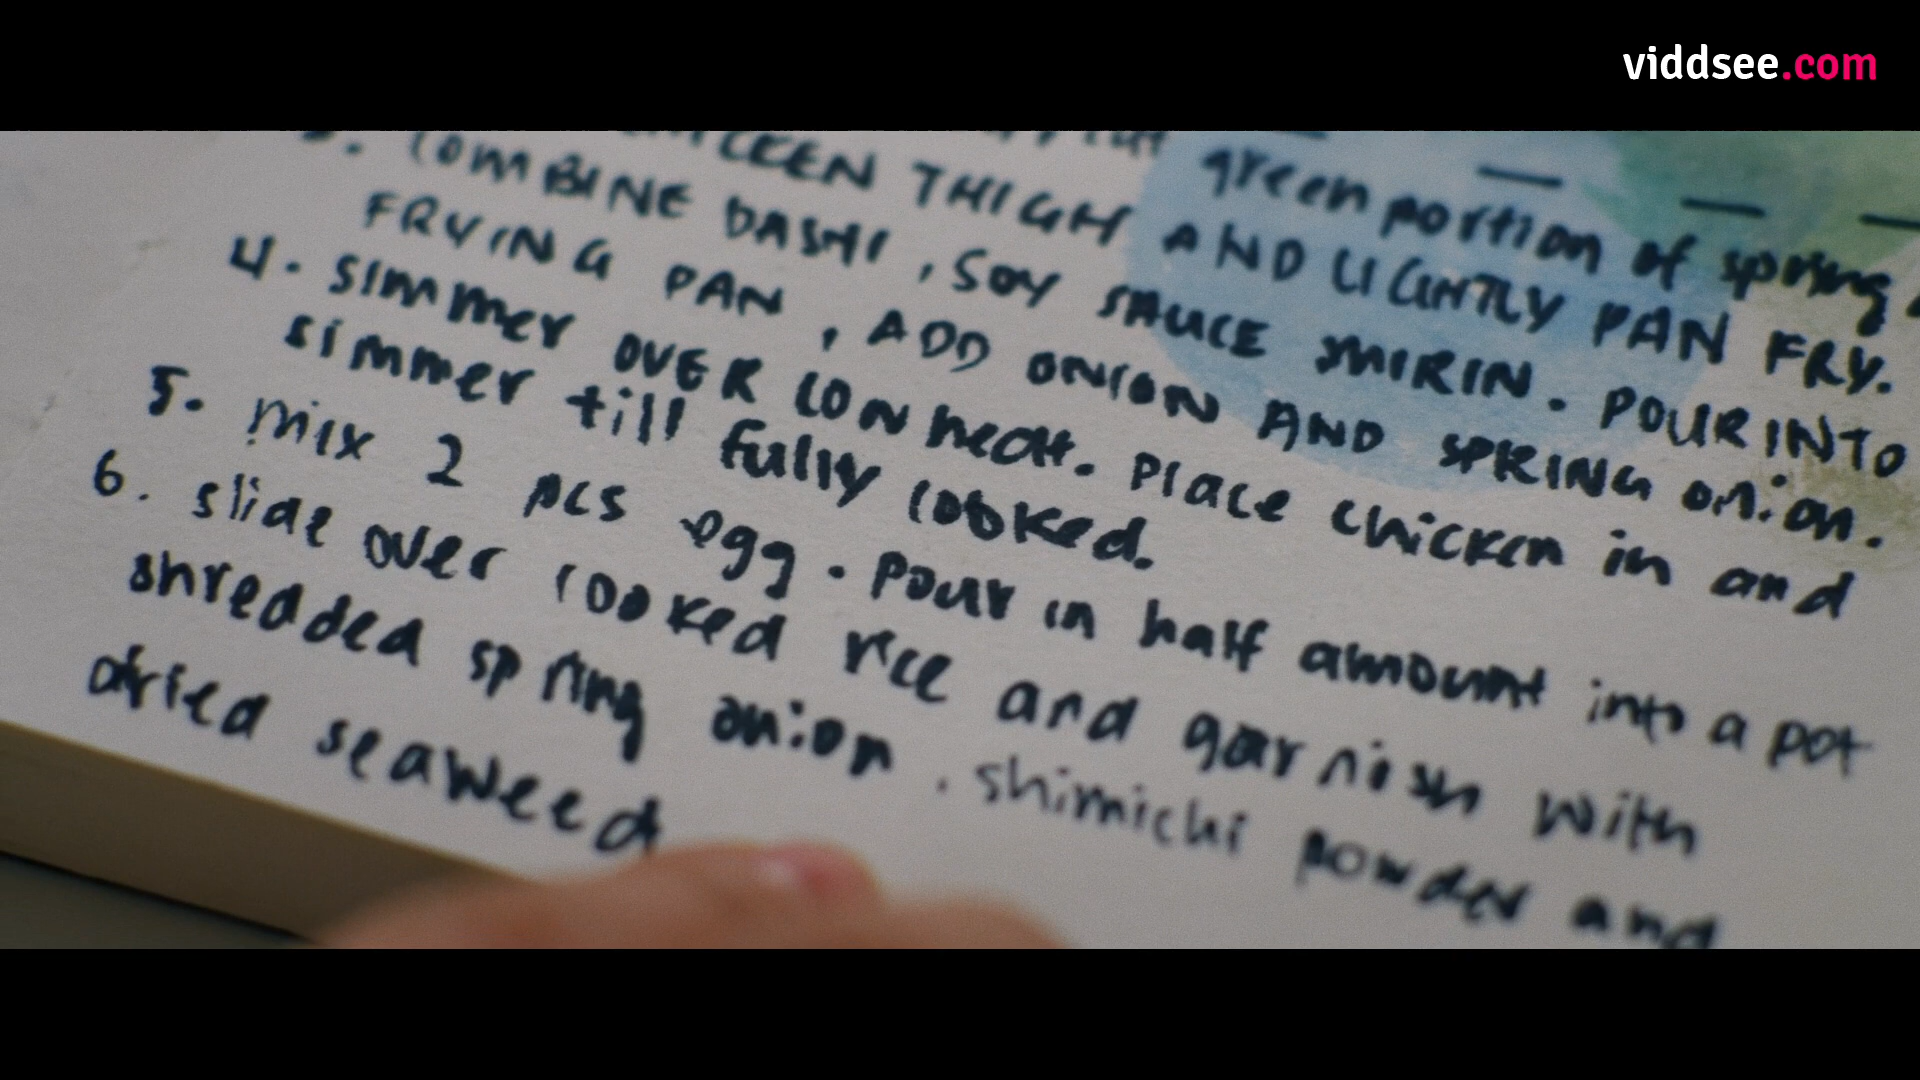 viddsee.com
green portion of spring
CHICKEN THIGH AND LIGHTLY PAN FRY.
3. COMBINE DASHI, SOY SAUCE MIRIN. POUR INTO
FRYING PAN, ADD ONION AND SPRING onion.
4. simmer OVER LOW heat. Place chicken in and
simmer till fully cooked.
5. mix 2 pcs egg. Pour in half amount into a pot
6. slide over cooked rice and garnish with
shredded spring onion, shimichi powder and
dried seaweed